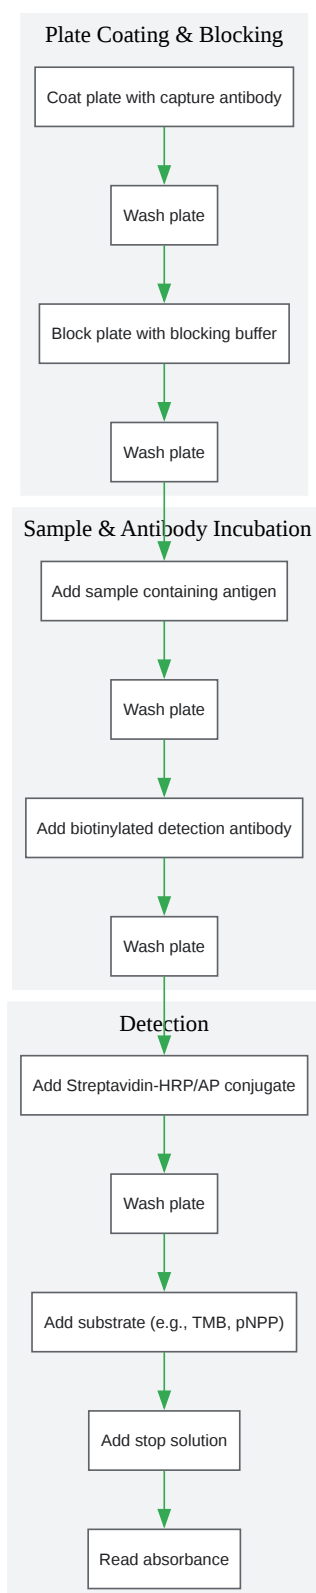 Plate Coating & Blocking
Coat plate with capture antibody
Wash plate
Block plate with blocking buffer
Wash plate
Sample & Antibody Incubation
Add sample containing antigen
Wash plate
Add biotinylated detection antibody
Wash plate
Detection
Add Streptavidin-HRP/AP conjugate
Wash plate
Add substrate (e.g., TMB, pNPP)
Add stop solution
Read absorbance